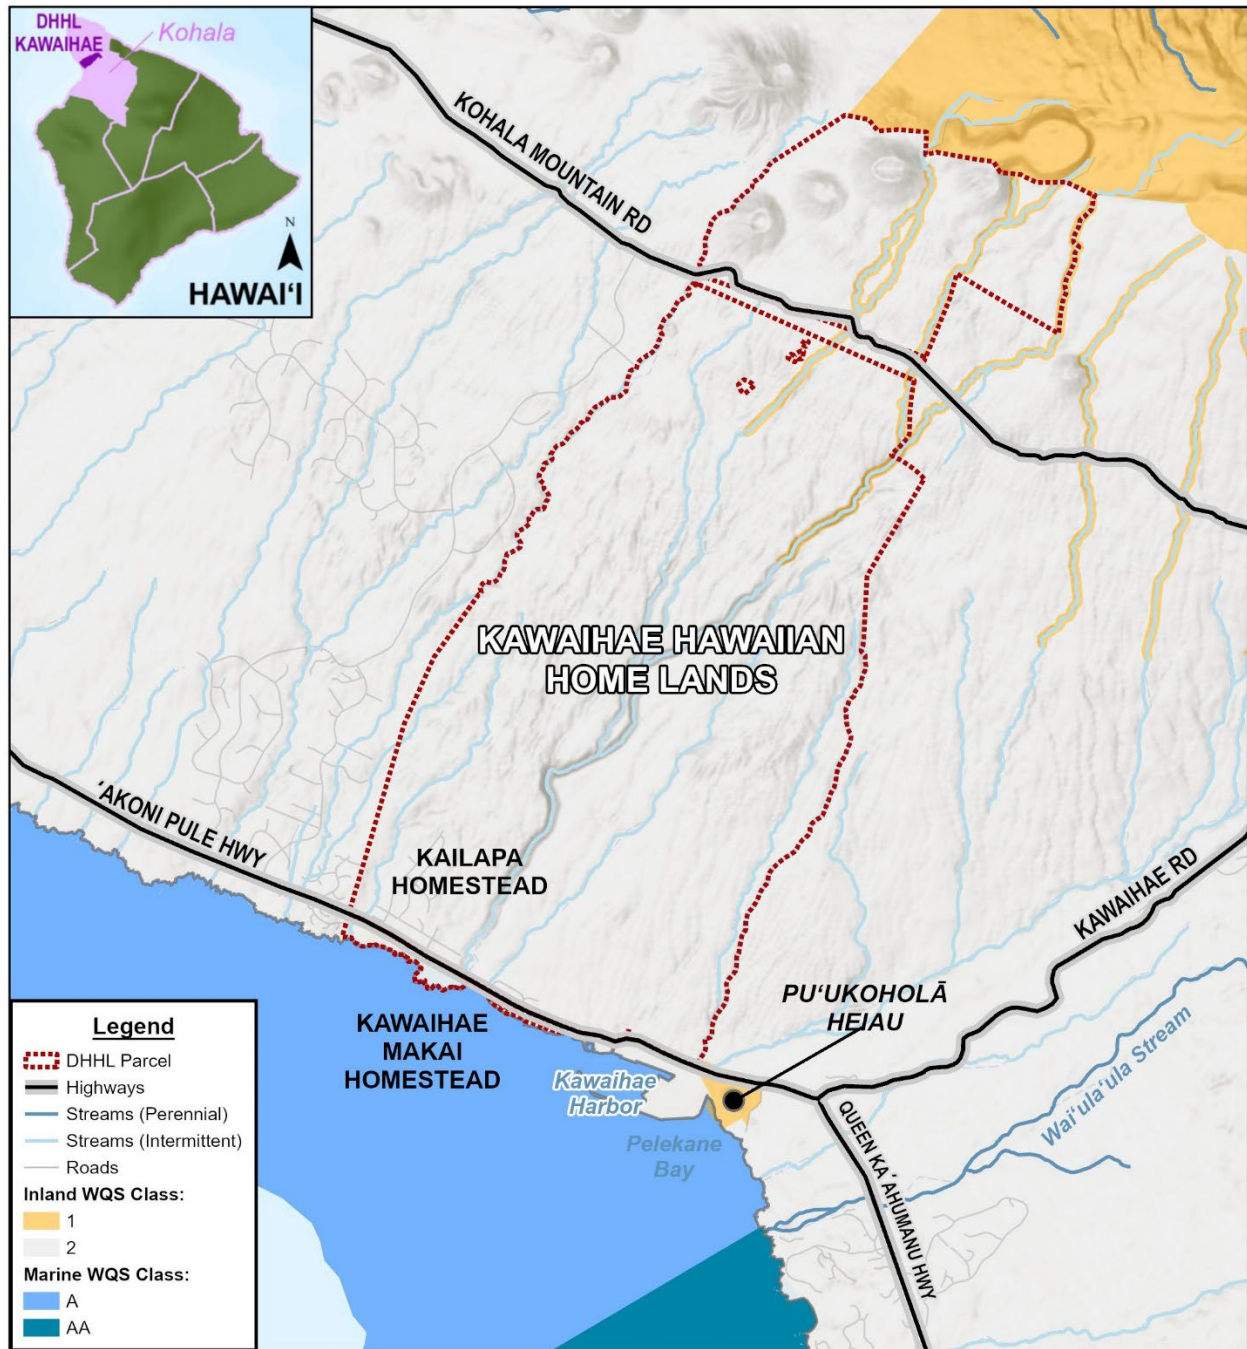 DHHL
KAWAIHAE
Kohala
N
HAWAIʻI
KOHALA MOUNTAIN RD
KAWAIHAE HAWAIIAN
HOME LANDS
ʻAKONI PULE HWY
KAILAPA
HOMESTEAD
KAWAIHAE RD
PUʻUKOHOLĀ
HEIAU
KAWAIHAE
MAKAI
HOMESTEAD
Kawaihae
Harbor
Pelekane
Bay
Waiʻulaʻula Stream
QUEEN KAʻAHUMANU HWY
Legend
DHHL Parcel
Highways
Streams (Perennial)
Streams (Intermittent)
Roads
Inland WQS Class:
1
2
Marine WQS Class:
A
AA